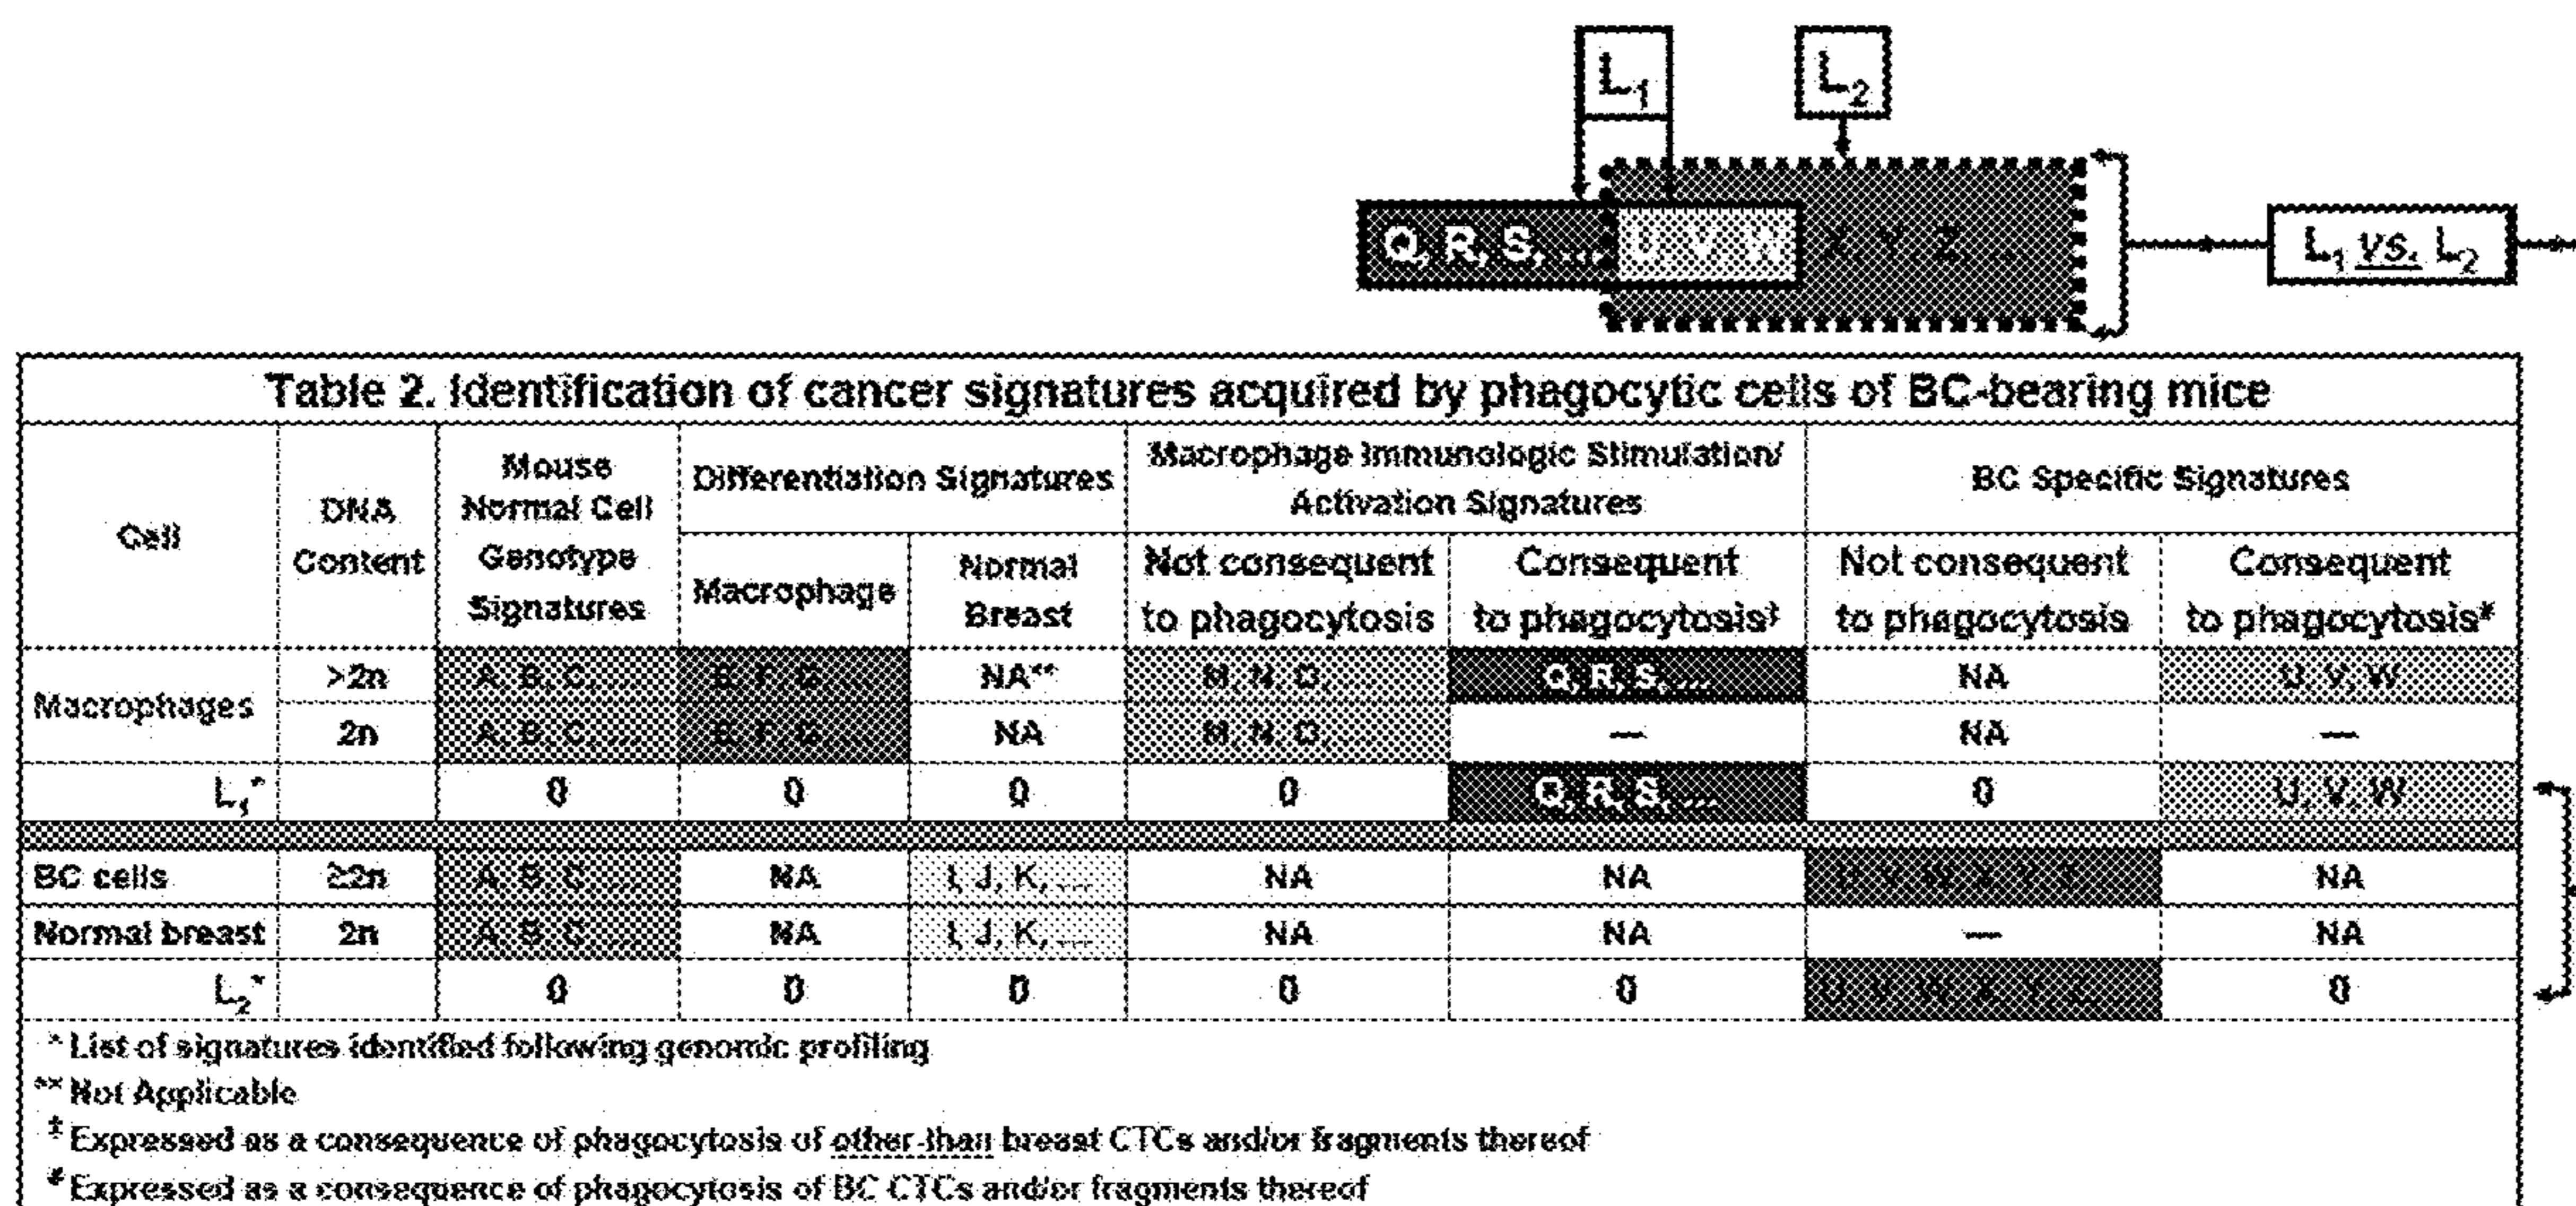 L1
L2
Q, R, S, ... U, V, W X, Y, Z, ...
L1 vs. L2
Table 2. Identification of cancer signatures acquired by phagocytic cells of BC-bearing mice
Cell
DNA
Content
Mouse
Normal Cell
Genotype
Signatures
Differentiation Signatures
Macrophage Immunologic Stimulation/
Activation Signatures
BC Specific Signatures
Macrophage
Normal
Breast
Not consequent
to phagocytosis
Consequent
to phagocytosis‡
Not consequent
to phagocytosis
Consequent
to phagocytosis#
Macrophages
>2n A, B, C, ... E, F, G, ... NA** M, N, O, ... Q, R, S, ... NA U, V, W
2n A, B, C, ... E, F, G, ... NA M, N, O, ... — NA —
L1* 0 0 0 0 Q, R, S, ... 0 U, V, W
BC cells ≥2n A, B, C, ... NA I, J, K, ... NA NA U, V, W, X, Y, Z, ... NA
Normal breast 2n A, B, C, ... NA I, J, K, ... NA NA — NA
L2* 0 0 0 0 0 U, V, W, X, Y, Z, ... 0
* List of signatures identified following genomic profiling
** Not Applicable
‡ Expressed as a consequence of phagocytosis of other than breast CTCs and/or fragments thereof
# Expressed as a consequence of phagocytosis of BC CTCs and/or fragments thereof